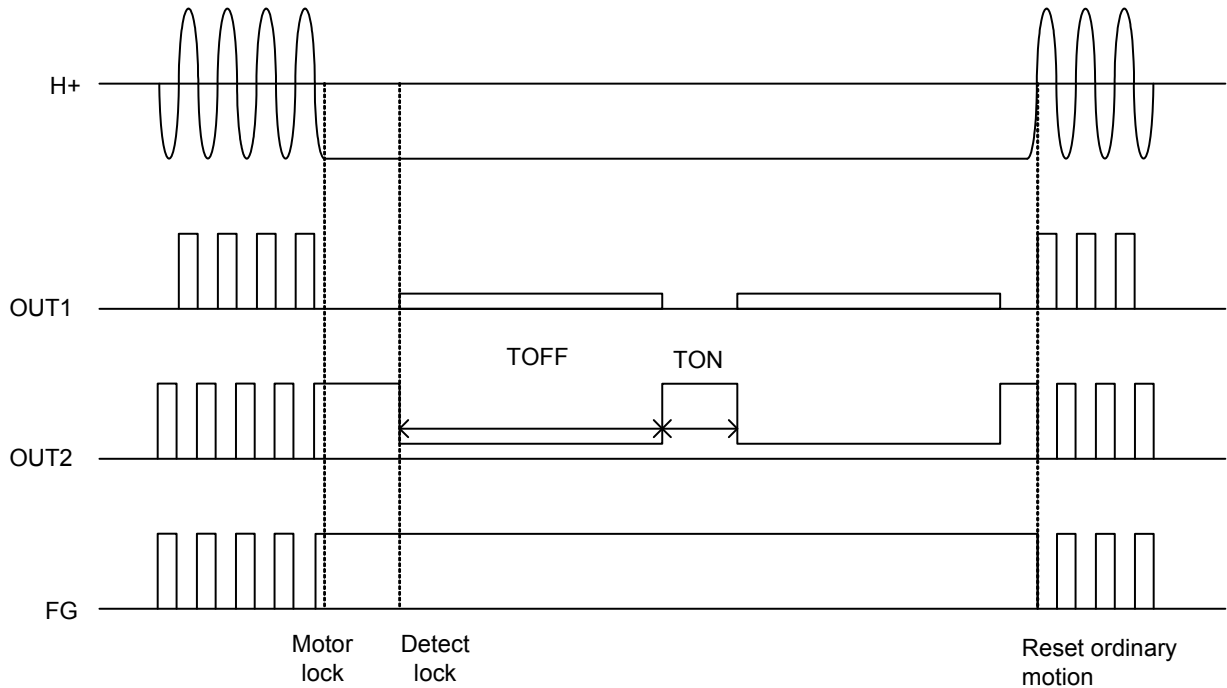 H+
OUT1
TOFF
TON
OUT2
FG
Motor
lock
Detect
lock
Reset ordinary
motion